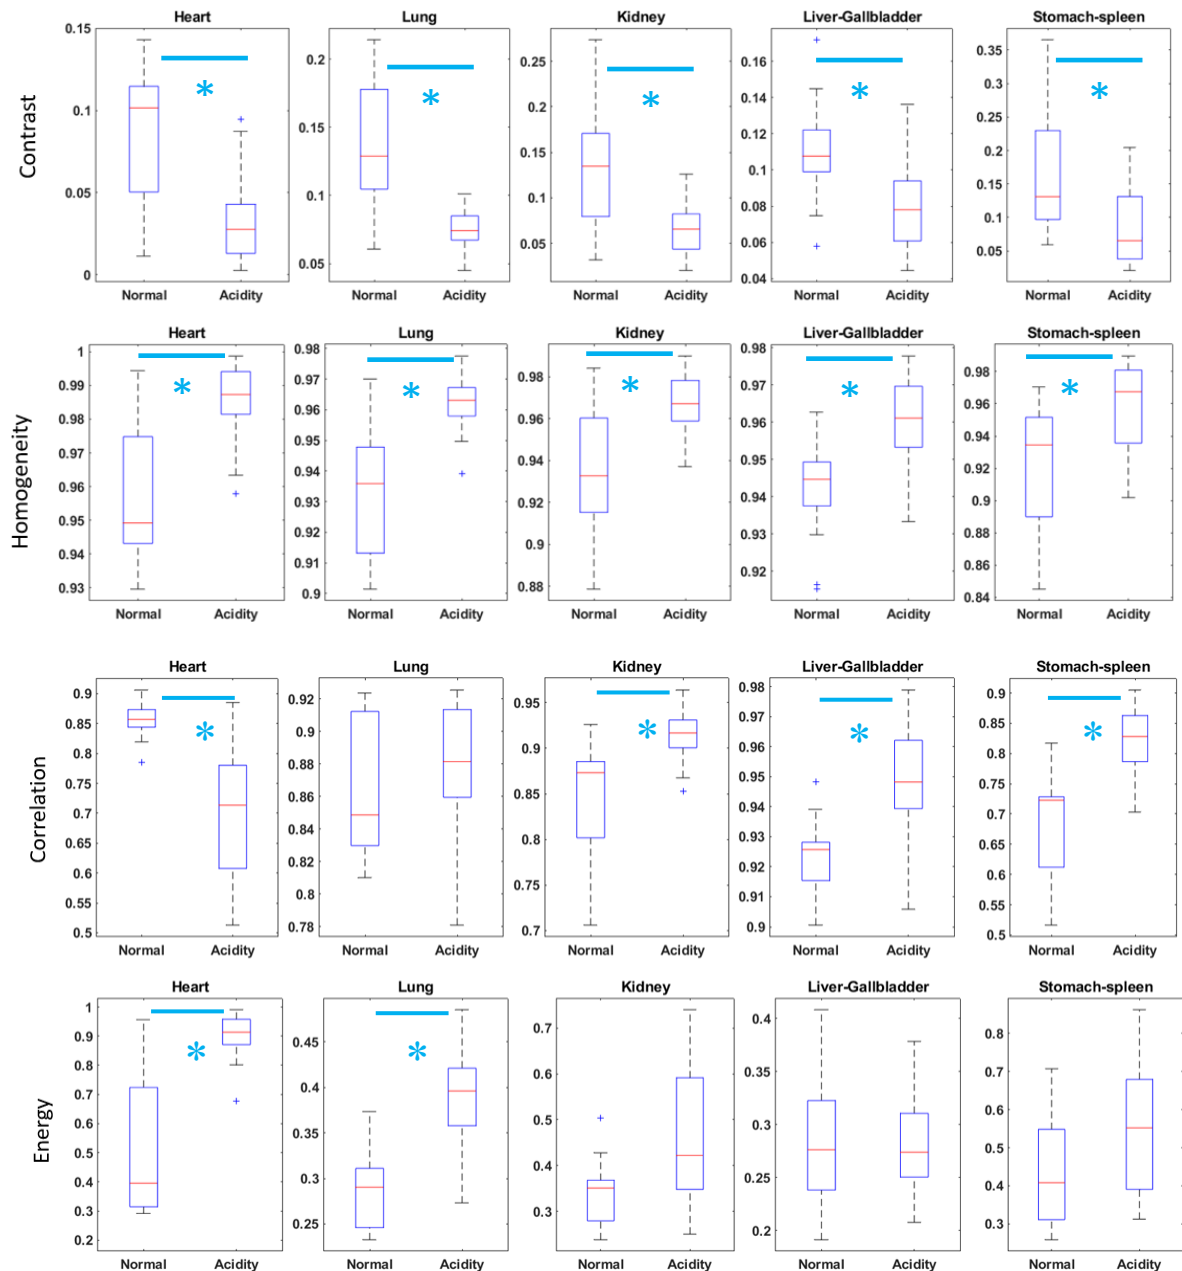 Heart Lung Kidney Liver-Gallbladder Stomach-spleen
Contrast
0.15 0.1 0.05 0
0.2 0.15 0.1 0.05
0.25 0.2 0.15 0.1 0.05
0.16 0.14 0.12 0.1 0.08 0.06 0.04
0.35 0.3 0.25 0.2 0.15 0.1 0.05
* * * * *
Normal Acidity Normal Acidity Normal Acidity Normal Acidity Normal Acidity
Heart Lung Kidney Liver-Gallbladder Stomach-spleen
Homogeneity
1 0.99 0.98 0.97 0.96 0.95 0.94 0.93
0.98 0.97 0.96 0.95 0.94 0.93 0.92 0.91 0.9
0.98 0.96 0.94 0.92 0.9 0.88
0.98 0.97 0.96 0.95 0.94 0.93 0.92
0.98 0.96 0.94 0.92 0.9 0.88 0.86 0.84
* * * * *
Normal Acidity Normal Acidity Normal Acidity Normal Acidity Normal Acidity
Heart Lung Kidney Liver-Gallbladder Stomach-spleen
Correlation
0.9 0.85 0.8 0.75 0.7 0.65 0.6 0.55 0.5
0.92 0.9 0.88 0.86 0.84 0.82 0.8 0.78
0.95 0.9 0.85 0.8 0.75 0.7
0.98 0.97 0.96 0.95 0.94 0.93 0.92 0.91 0.9
0.9 0.85 0.8 0.75 0.7 0.65 0.6 0.55 0.5
* * * *
Normal Acidity Normal Acidity Normal Acidity Normal Acidity Normal Acidity
Heart Lung Kidney Liver-Gallbladder Stomach-spleen
Energy
1 0.9 0.8 0.7 0.6 0.5 0.4 0.3 0.2
0.45 0.4 0.35 0.3 0.25
0.7 0.6 0.5 0.4 0.3
0.4 0.35 0.3 0.25 0.2
0.8 0.7 0.6 0.5 0.4 0.3
* *
Normal Acidity Normal Acidity Normal Acidity Normal Acidity Normal Acidity